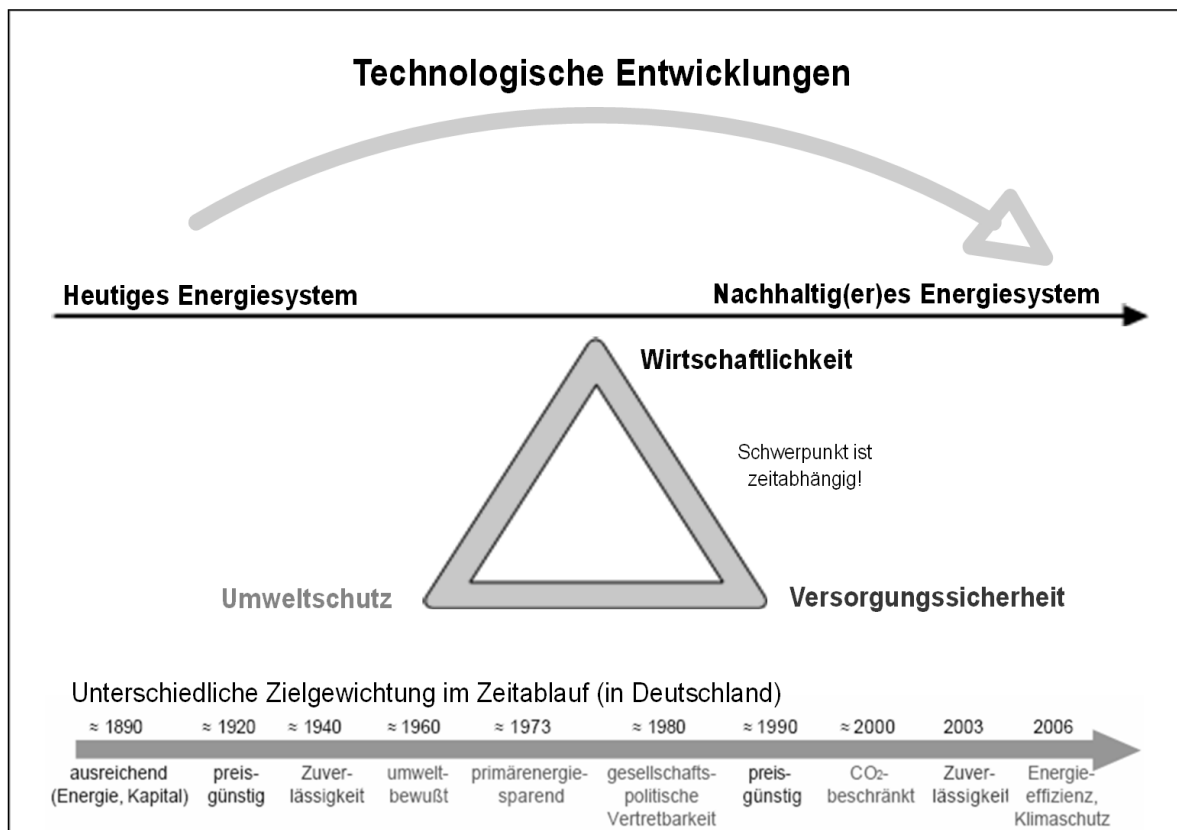 Technologische Entwicklungen
Heutiges Energiesystem
Nachhaltig(er)es Energiesystem
Wirtschaftlichkeit
Schwerpunkt ist
zeitabhängig!
Umweltschutz
Versorgungssicherheit
Unterschiedliche Zielgewichtung im Zeitablauf (in Deutschland)
≈ 1890 ≈ 1920 ≈ 1940 ≈ 1960 ≈ 1973 ≈ 1980 ≈ 1990 ≈ 2000 2003 2006
ausreichend preis- Zuver- umwelt- primärenergie- gesellschafts- preis- CO₂- Zuver- Energie-
(Energie, Kapital) günstig lässigkeit bewußt sparend politische günstig beschränkt lässigkeit effizienz,
Vertretbarkeit Klimaschutz